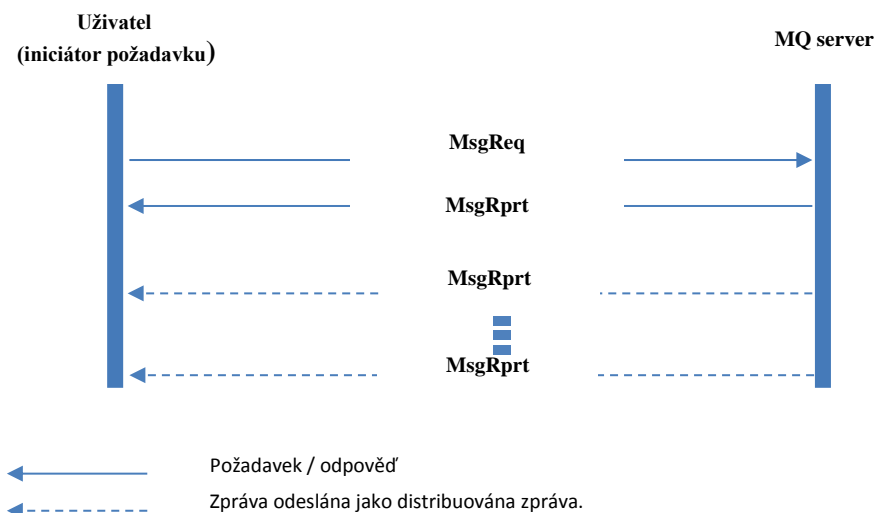 Uživatel
(iniciátor požadavku)
MQ server
MsgReq
MsgRprt
MsgRprt
MsgRprt
Požadavek / odpověď
Zpráva odeslána jako distribuována zpráva.